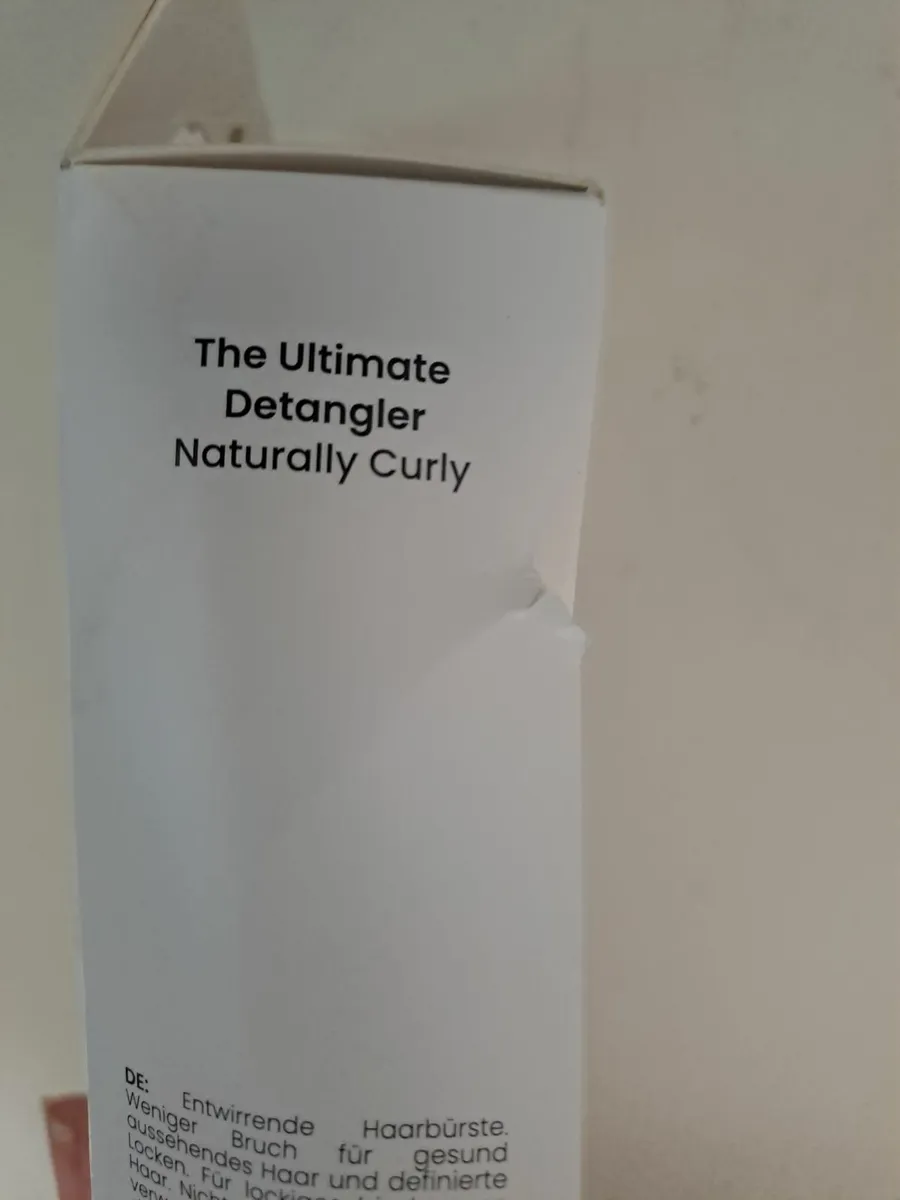 The Ultimate
Detangler
Naturally Curly
DE: Entwirrende Haarbürste.
Weniger Bruch für gesund
aussehendes Haar und definierte
Locken. Für
Haar.